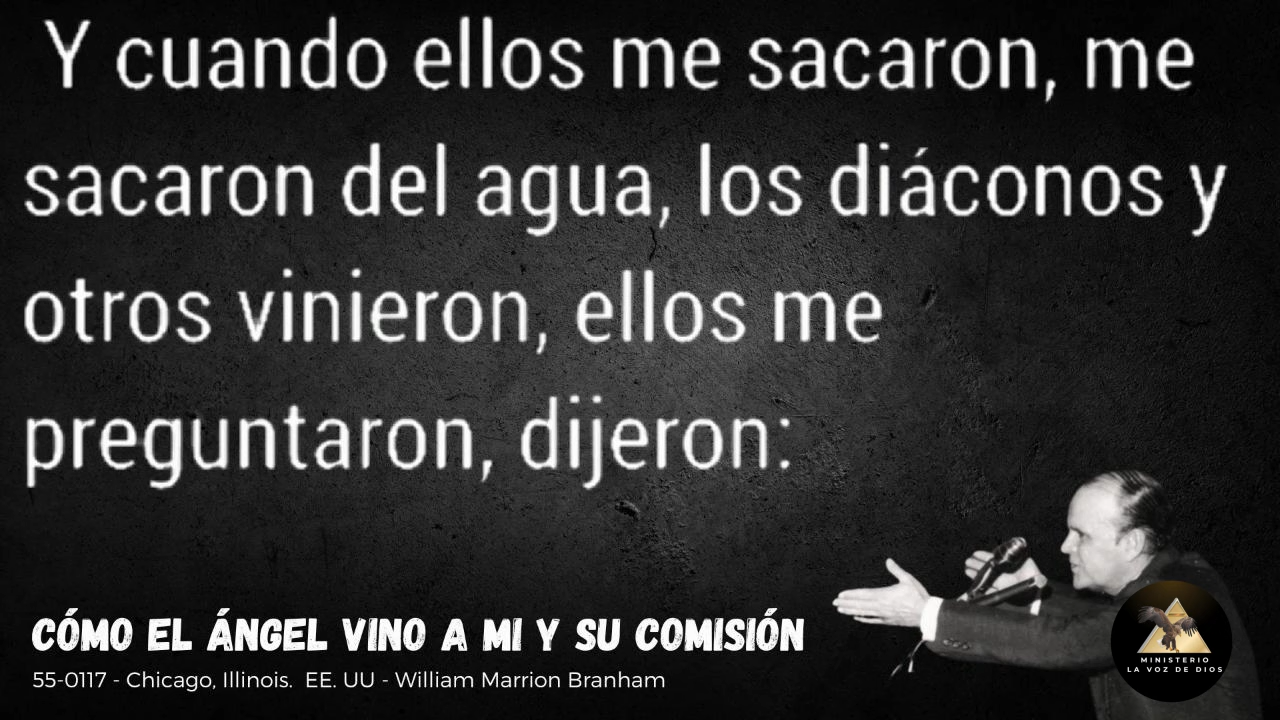 Y cuando ellos me sacaron, me
sacaron del agua, los diáconos y
otros vinieron, ellos me
preguntaron, dijeron:
CÓMO EL ÁNGEL VINO A MI Y SU COMISIÓN
55-0117 - Chicago, Illinois. EE. UU - William Marrion Branham
MINISTERIO
LA VOZ DE DIOS